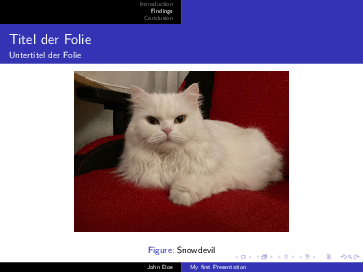 Introduction
Findings
Conclusion
Titel der Folie
Untertitel der Folie
Figure: Snowdevil
John Doe
My first Presentation